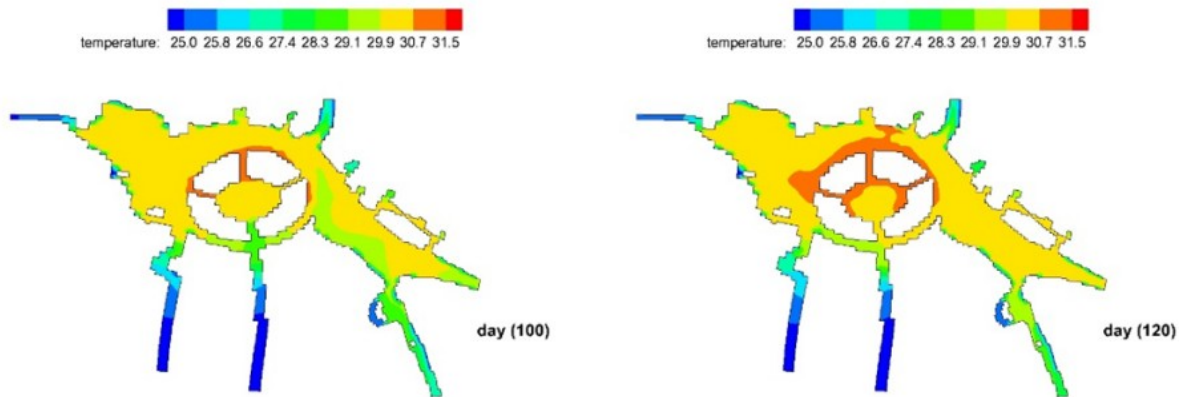 temperature: 25.0 25.8 26.6 27.4 28.3 29.1 29.9 30.7 31.5
temperature: 25.0 25.8 26.6 27.4 28.3 29.1 29.9 30.7 31.5
day (100)
day (120)